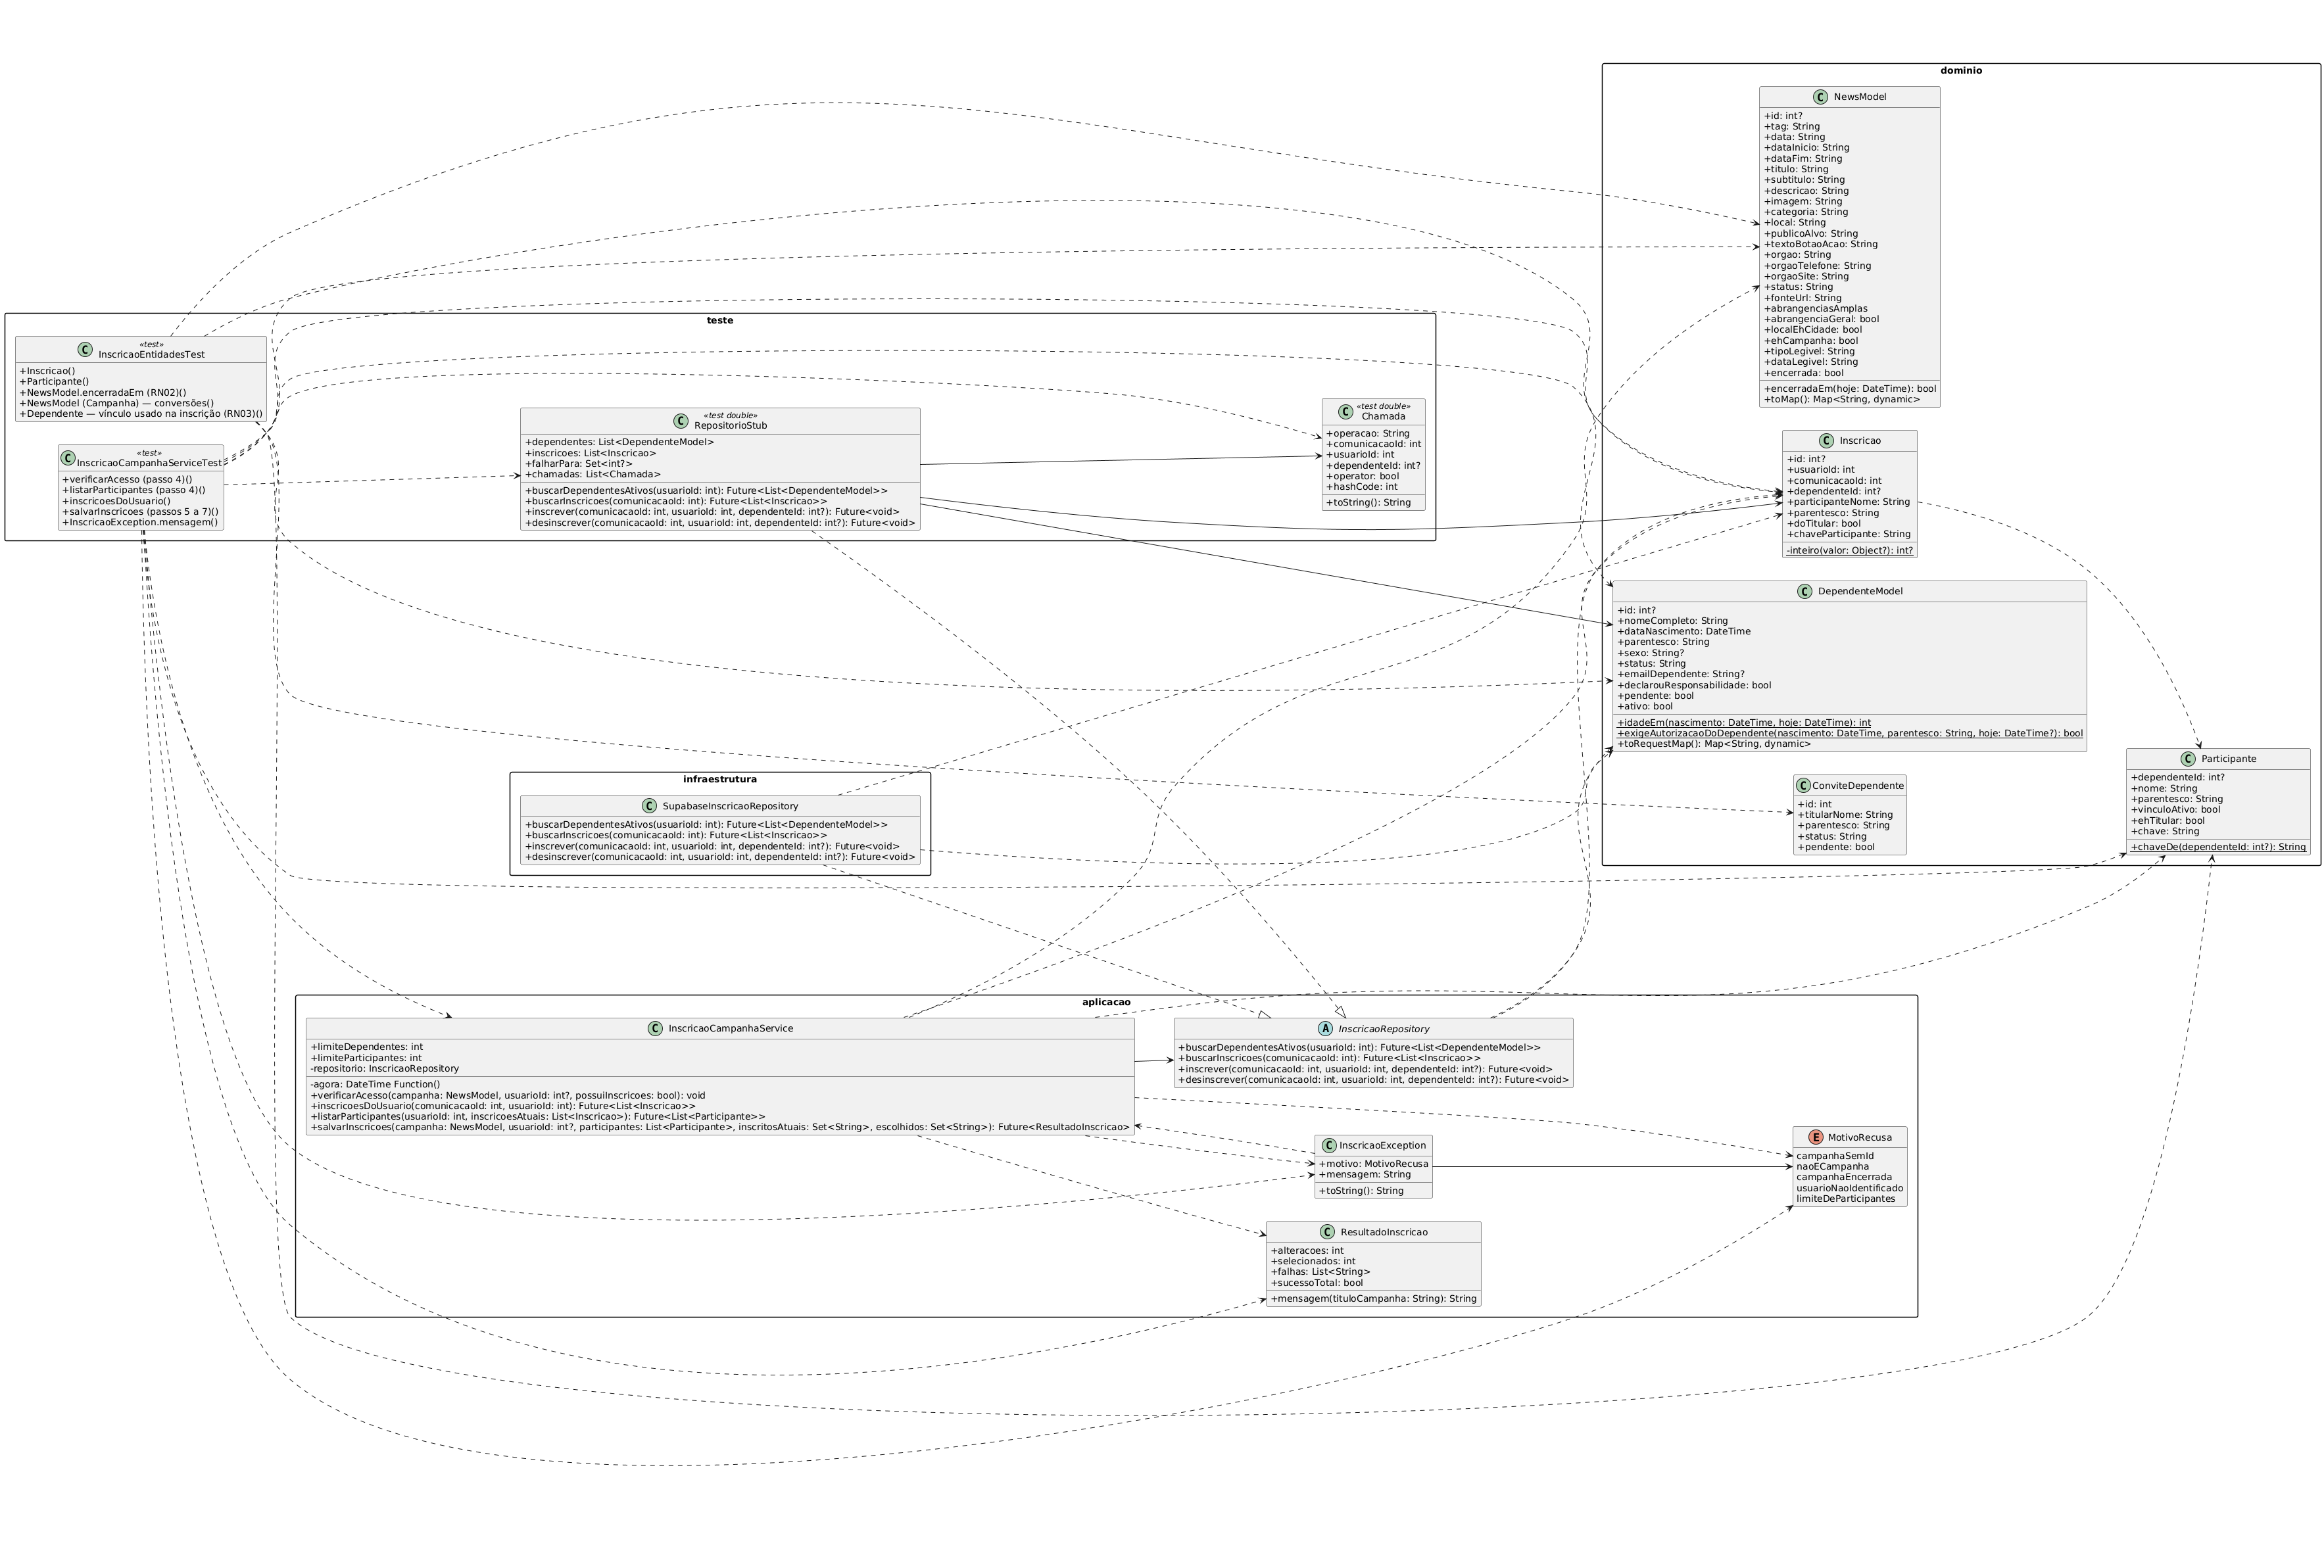 dominio
NewsModel
+id: int?
+tag: String
+data: String
+dataInicio: String
+dataFim: String
+titulo: String
+subtitulo: String
+descricao: String
+imagem: String
+categoria: String
+local: String
+publicoAlvo: String
+textoBotaoAcao: String
+orgao: String
+orgaoTelefone: String
+orgaoSite: String
+status: String
+fonteUrl: String
+abrangenciasAmplas
+abrangenciaGeral: bool
+localEhCidade: bool
+ehCampanha: bool
+tipoLegivel: String
+dataLegivel: String
+encerrada: bool
+encerradaEm(hoje: DateTime): bool
+toMap(): Map<String, dynamic>
teste
«test»
InscricaoEntidadesTest
+Inscricao()
+Participante()
+NewsModel.encerradaEm (RN02)()
+NewsModel (Campanha) — conversões()
+Dependente — vínculo usado na inscrição (RN03)()
«test»
InscricaoCampanhaServiceTest
+verificarAcesso (passo 4)()
+listarParticipantes (passo 4)()
+inscricoesDoUsuario()
+salvarInscricoes (passos 5 a 7)()
+InscricaoException.mensagem()
«test double»
RepositorioStub
+dependentes: List<DependenteModel>
+inscricoes: List<Inscricao>
+falharPara: Set<int?>
+chamadas: List<Chamada>
+buscarDependentesAtivos(usuarioId: int): Future<List<DependenteModel>>
+buscarInscricoes(comunicacaoId: int): Future<List<Inscricao>>
+inscrever(comunicacaoId: int, usuarioId: int, dependenteId: int?): Future<void>
+desinscrever(comunicacaoId: int, usuarioId: int, dependenteId: int?): Future<void>
«test double»
Chamada
+operacao: String
+comunicacaoId: int
+usuarioId: int
+dependenteId: int?
+operator: bool
+hashCode: int
+toString(): String
Inscricao
+id: int?
+usuarioId: int
+comunicacaoId: int
+dependenteId: int?
+participanteNome: String
+parentesco: String
+doTitular: bool
+chaveParticipante: String
-inteiro(valor: Object?): int?
DependenteModel
+id: int?
+nomeCompleto: String
+dataNascimento: DateTime
+parentesco: String
+sexo: String?
+status: String
+emailDependente: String?
+declarouResponsabilidade: bool
+pendente: bool
+ativo: bool
+idadeEm(nascimento: DateTime, hoje: DateTime): int
+exigeAutorizacaoDoDependente(nascimento: DateTime, parentesco: String, hoje: DateTime?): bool
+toRequestMap(): Map<String, dynamic>
Participante
+dependenteId: int?
+nome: String
+parentesco: String
+vinculoAtivo: bool
+ehTitular: bool
+chave: String
+chaveDe(dependenteId: int?): String
ConviteDependente
+id: int
+titularNome: String
+parentesco: String
+status: String
+pendente: bool
infraestrutura
SupabaseInscricaoRepository
+buscarDependentesAtivos(usuarioId: int): Future<List<DependenteModel>>
+buscarInscricoes(comunicacaoId: int): Future<List<Inscricao>>
+inscrever(comunicacaoId: int, usuarioId: int, dependenteId: int?): Future<void>
+desinscrever(comunicacaoId: int, usuarioId: int, dependenteId: int?): Future<void>
aplicacao
InscricaoCampanhaService
+limiteDependentes: int
+limiteParticipantes: int
-repositorio: InscricaoRepository
-agora: DateTime Function()
+verificarAcesso(campanha: NewsModel, usuarioId: int?, possuiInscricoes: bool): void
+inscricoesDoUsuario(comunicacaoId: int, usuarioId: int): Future<List<Inscricao>>
+listarParticipantes(usuarioId: int, inscricoesAtuais: List<Inscricao>): Future<List<Participante>>
+salvarInscricoes(campanha: NewsModel, usuarioId: int?, participantes: List<Participante>, inscritosAtuais: Set<String>, escolhidos: Set<String>): Future<ResultadoInscricao>
InscricaoRepository
+buscarDependentesAtivos(usuarioId: int): Future<List<DependenteModel>>
+buscarInscricoes(comunicacaoId: int): Future<List<Inscricao>>
+inscrever(comunicacaoId: int, usuarioId: int, dependenteId: int?): Future<void>
+desinscrever(comunicacaoId: int, usuarioId: int, dependenteId: int?): Future<void>
InscricaoException
+motivo: MotivoRecusa
+mensagem: String
+toString(): String
MotivoRecusa
campanhaSemId
naoECampanha
campanhaEncerrada
usuarioNaoIdentificado
limiteDeParticipantes
ResultadoInscricao
+alteracoes: int
+selecionados: int
+falhas: List<String>
+sucessoTotal: bool
+mensagem(tituloCampanha: String): String